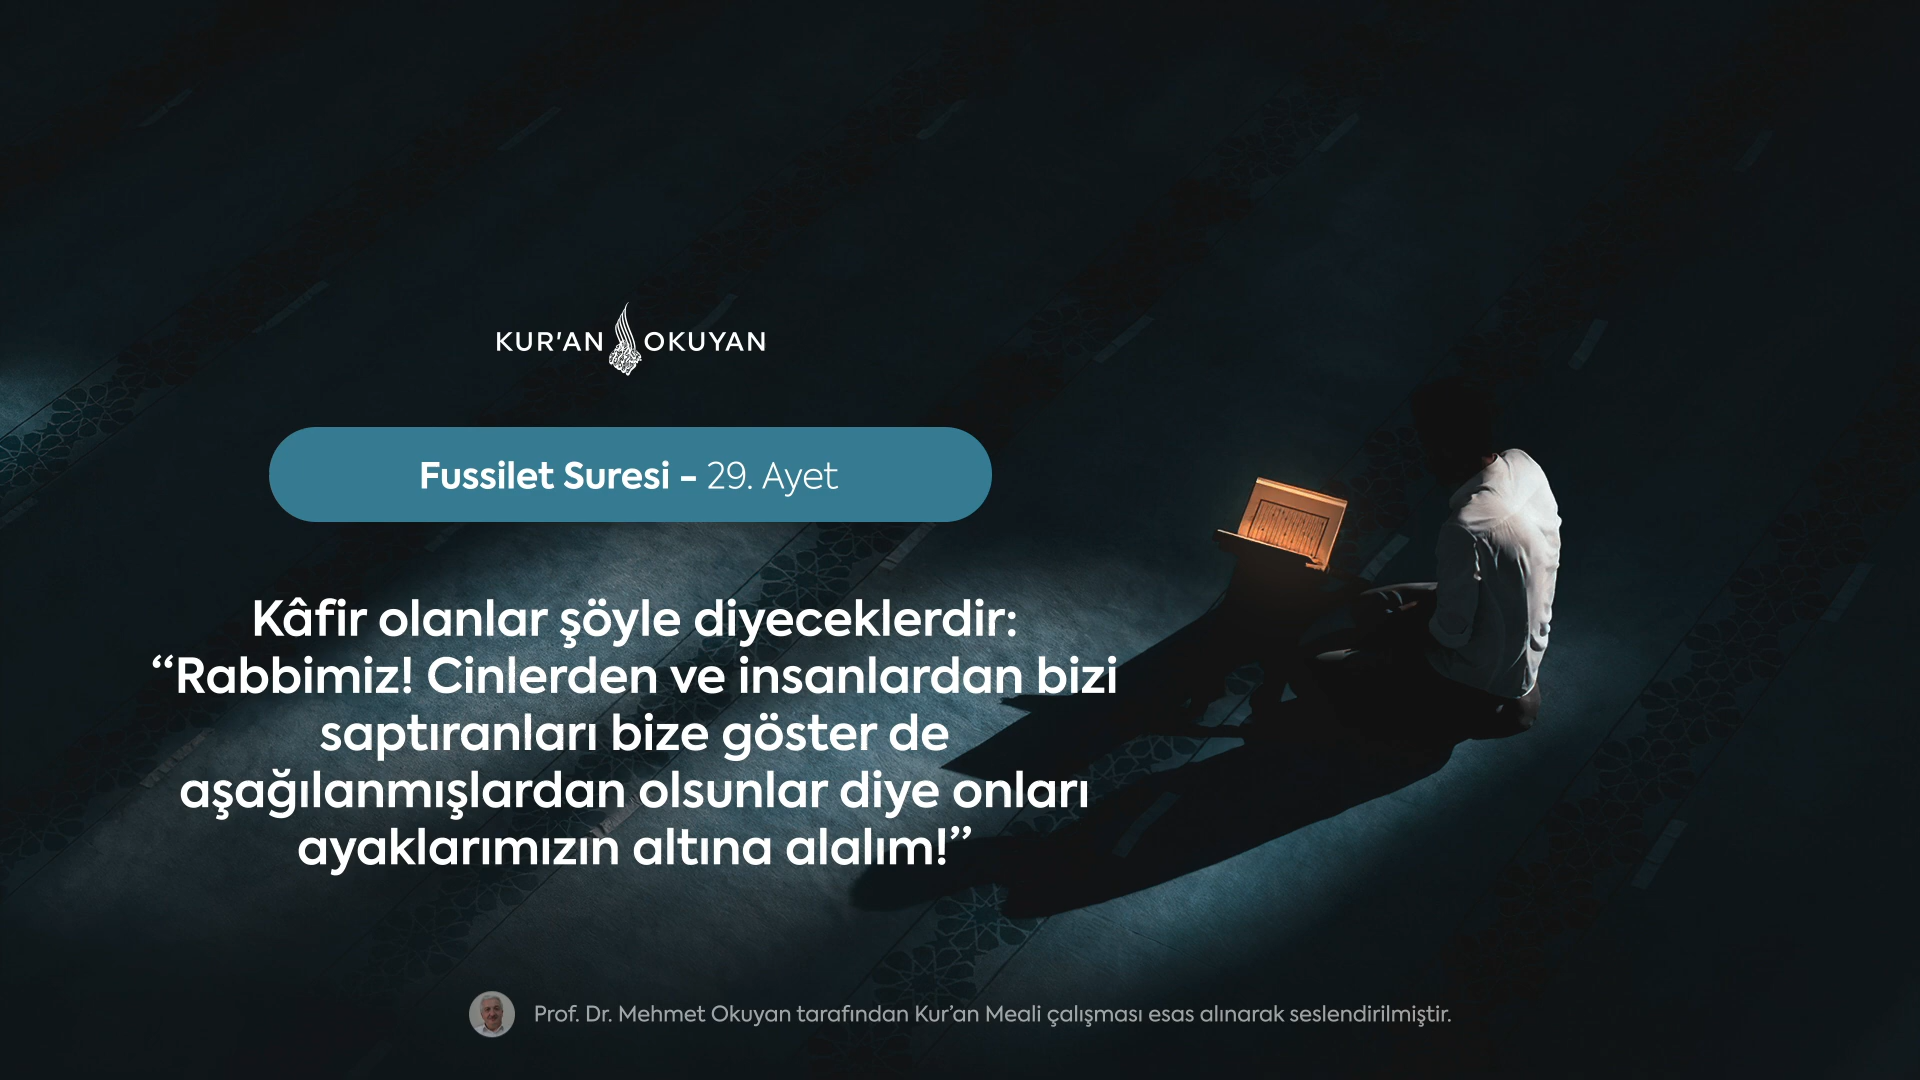 KUR'AN OKUYAN
Fussilet Suresi - 29. Ayet
Kâfir olanlar şöyle diyeceklerdir:
“Rabbimiz! Cinlerden ve insanlardan bizi
saptıranları bize göster de
aşağılanmışlardan olsunlar diye onları
ayaklarımızın altına alalım!”
Prof. Dr. Mehmet Okuyan tarafından Kur’an Meali çalışması esas alınarak seslendirilmiştir.